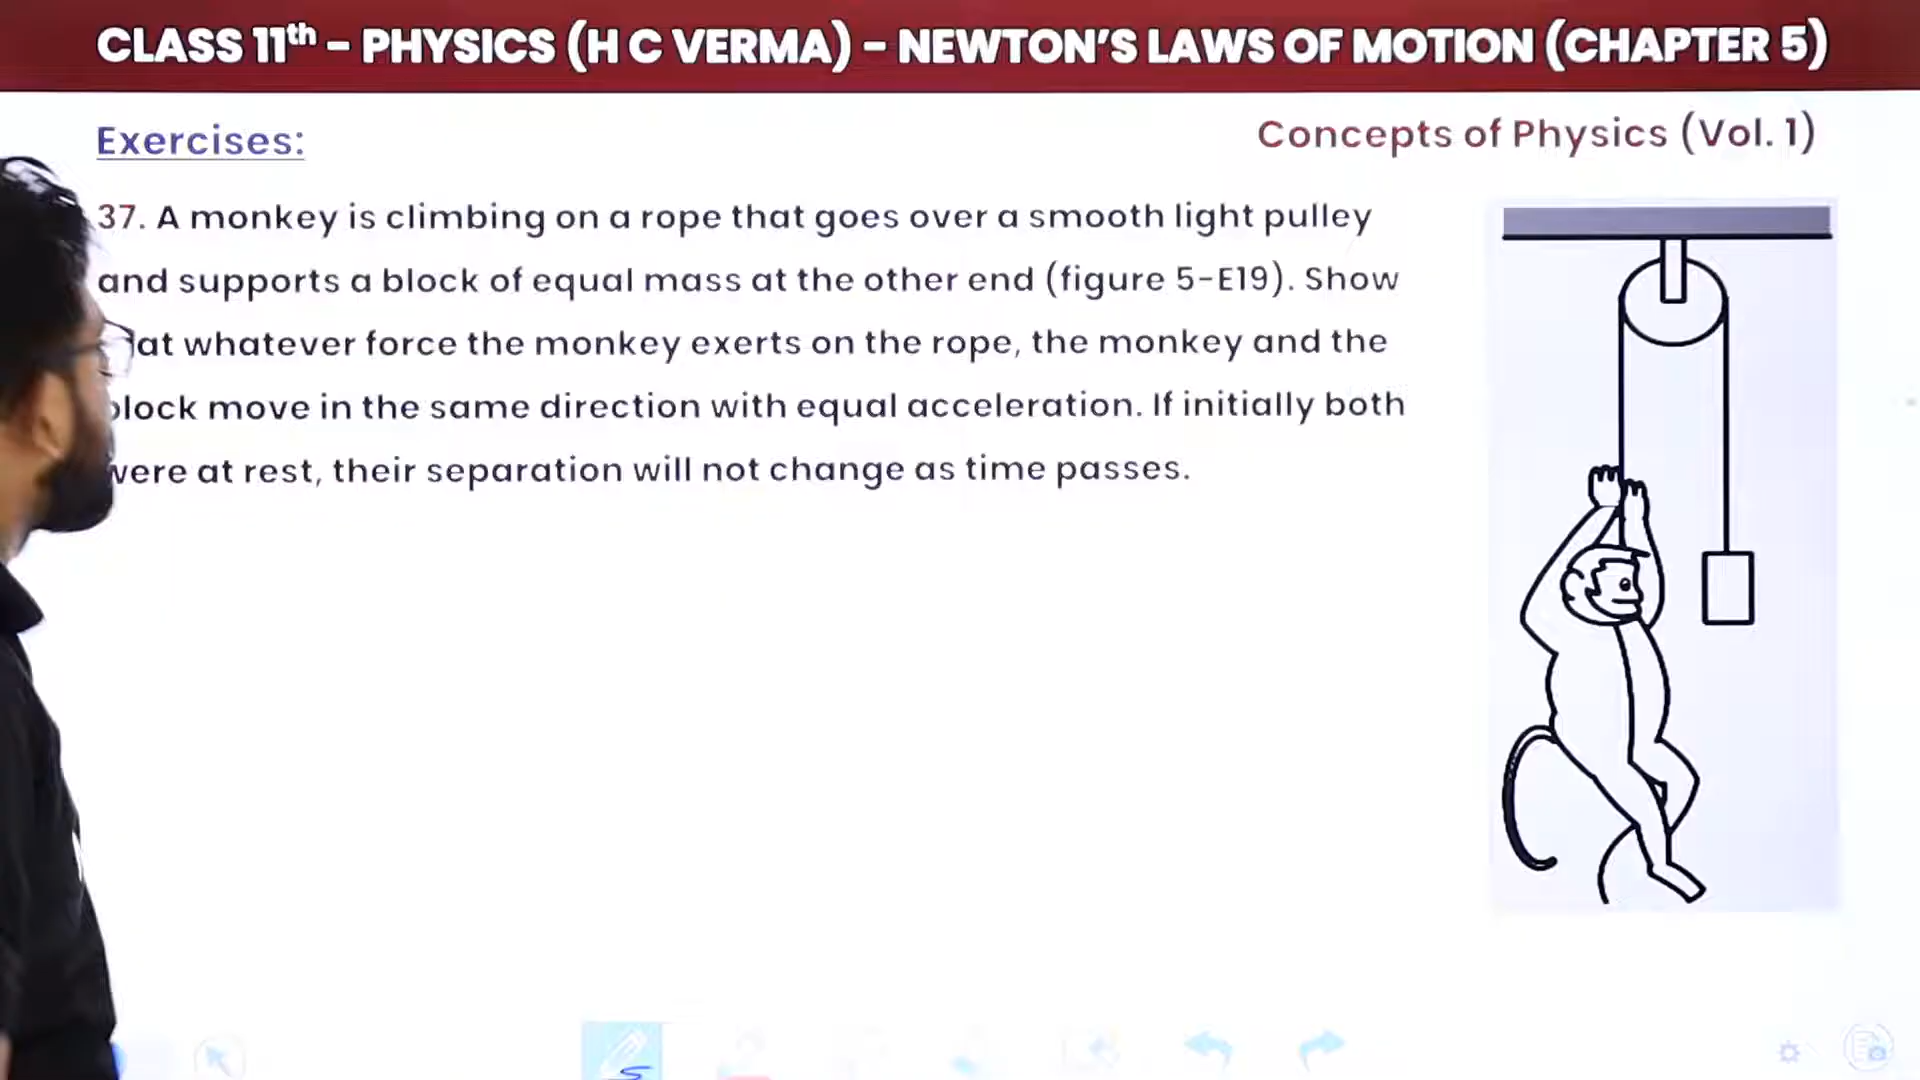 CLASS 11th – PHYSICS (H C VERMA) – NEWTON'S LAWS OF MOTION (CHAPTER 5)
Exercises:
Concepts of Physics (Vol. 1)
37. A monkey is climbing on a rope that goes over a smooth light pulley
and supports a block of equal mass at the other end (figure 5-E19). Show
at whatever force the monkey exerts on the rope, the monkey and the
lock move in the same direction with equal acceleration. If initially both
were at rest, their separation will not change as time passes.